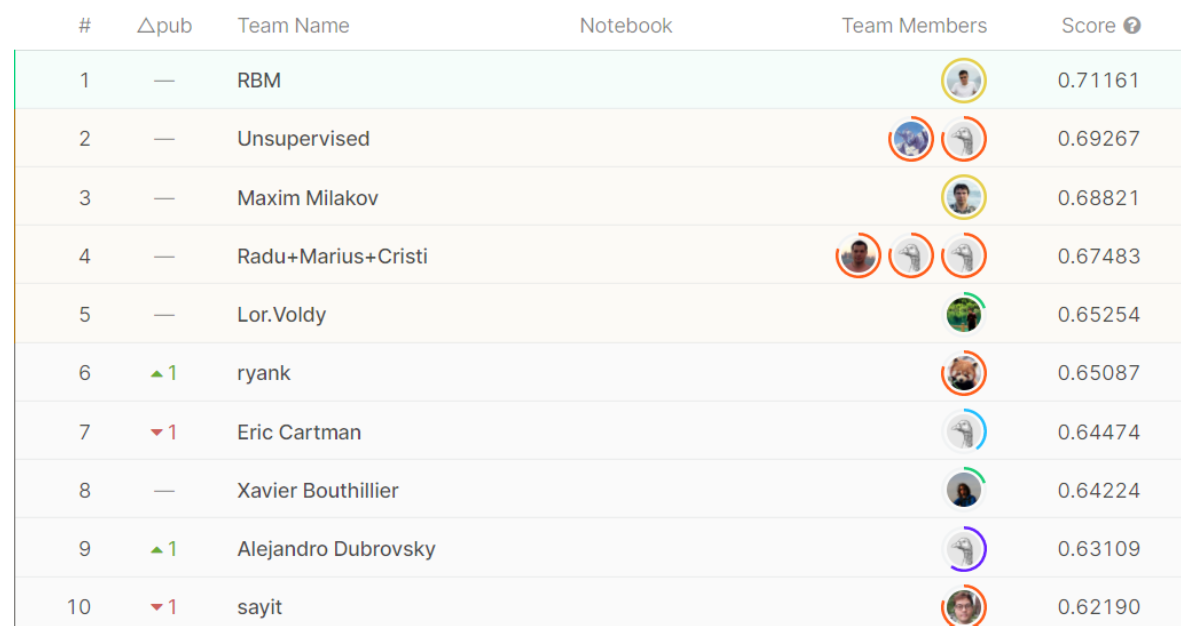 # △pub Team Name Notebook Team Members Score ?
1 — RBM 0.71161
2 — Unsupervised 0.69267
3 — Maxim Milakov 0.68821
4 — Radu+Marius+Cristi 0.67483
5 — Lor.Voldy 0.65254
6 ▲1 ryank 0.65087
7 ▼1 Eric Cartman 0.64474
8 — Xavier Bouthillier 0.64224
9 ▲1 Alejandro Dubrovsky 0.63109
10 ▼1 sayit 0.62190